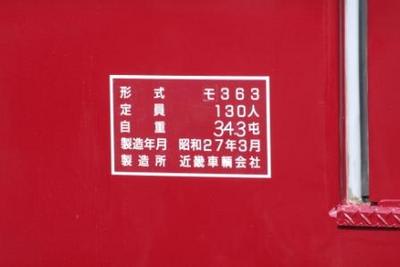 形式 モ363
定員 130人
自重 34.3屯
製造年月 昭和27年3月
製造所 近畿車輌会社